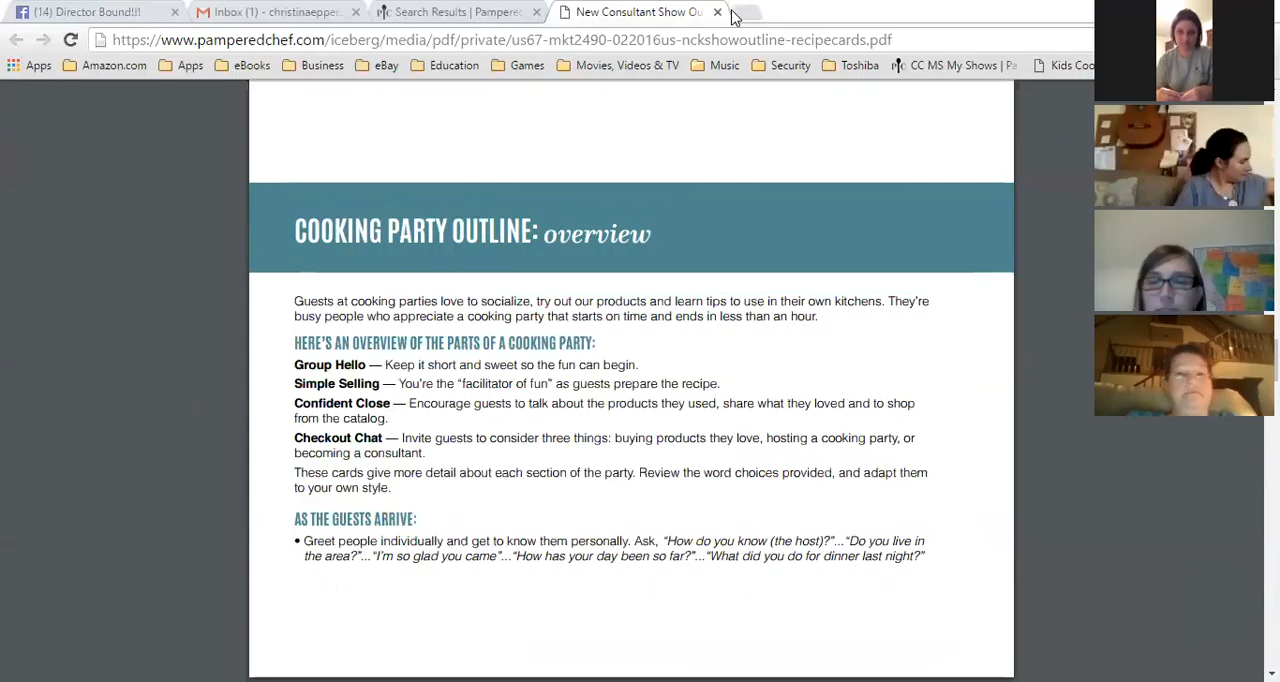 (14) Director Bound!!!
Inbox (1) - christinaepper
Search Results | Pampere
New Consultant Show Ou
https://www.pamperedchef.com/iceberg/media/pdf/private/us67-mkt2490-022016us-nckshowoutline-recipecards.pdf
Apps Amazon.com Apps eBooks Business eBay Education Games Movies, Videos & TV Music Security Toshiba CC MS My Shows | Pa Kids Coo
COOKING PARTY OUTLINE: overview
Guests at cooking parties love to socialize, try out our products and learn tips to use in their own kitchens. They're
busy people who appreciate a cooking party that starts on time and ends in less than an hour.
HERE'S AN OVERVIEW OF THE PARTS OF A COOKING PARTY:
Group Hello — Keep it short and sweet so the fun can begin.
Simple Selling — You're the "facilitator of fun" as guests prepare the recipe.
Confident Close — Encourage guests to talk about the products they used, share what they loved and to shop
from the catalog.
Checkout Chat — Invite guests to consider three things: buying products they love, hosting a cooking party, or
becoming a consultant.
These cards give more detail about each section of the party. Review the word choices provided, and adapt them
to your own style.
AS THE GUESTS ARRIVE:
• Greet people individually and get to know them personally. Ask, "How do you know (the host)?"..."Do you live in
the area?"..."I'm so glad you came"..."How has your day been so far?"..."What did you do for dinner last night?"